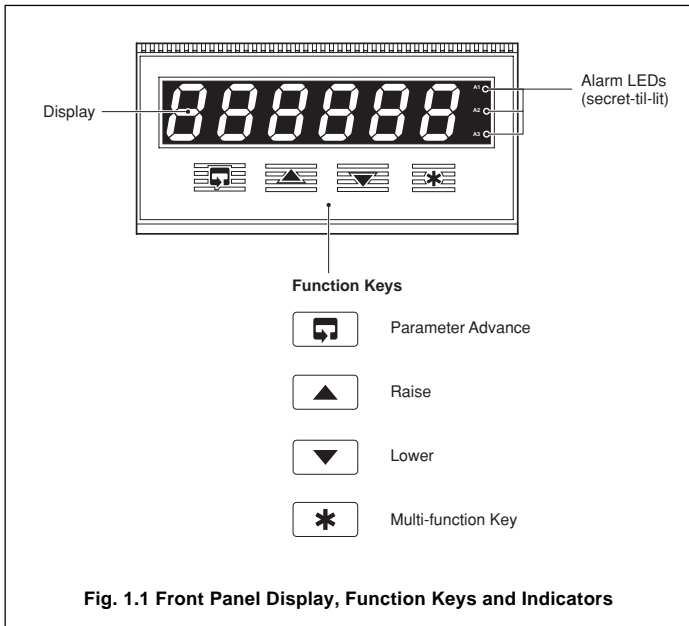 888888
A1
A2
A3
Display
Alarm LEDs
(secret-til-lit)
Function Keys
Parameter Advance
Raise
Lower
Multi-function Key
Fig. 1.1 Front Panel Display, Function Keys and Indicators